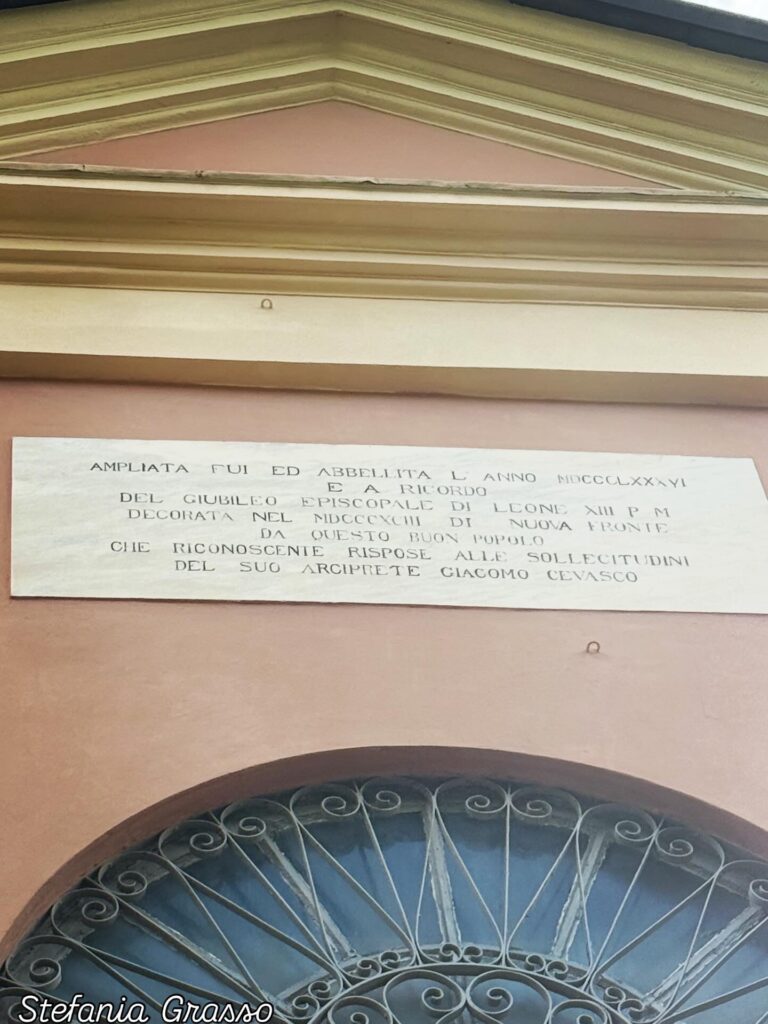 AMPLIATA FUI ED ABBELLITA L ANNO MDCCCLXXXVI
E A RICORDO
DEL GIUBILEO EPISCOPALE DI LEONE XIII P M
DECORATA NEL MDCCCXCIII DI NUOVA FRONTE
DA QUESTO BUON POPOLO
CHE RICONOSCENTE RISPOSE ALLE SOLLECITUDINI
DEL SUO ARCIPRETE GIACOMO CEVASCO
Stefania Grasso